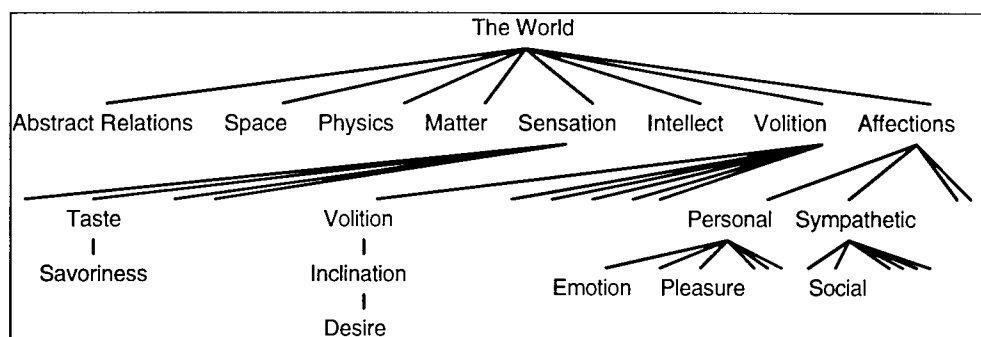 The World
Abstract Relations Space Physics Matter Sensation Intellect Volition Affections
Taste Volition Personal Sympathetic
Savoriness Inclination Emotion Pleasure Social
Desire